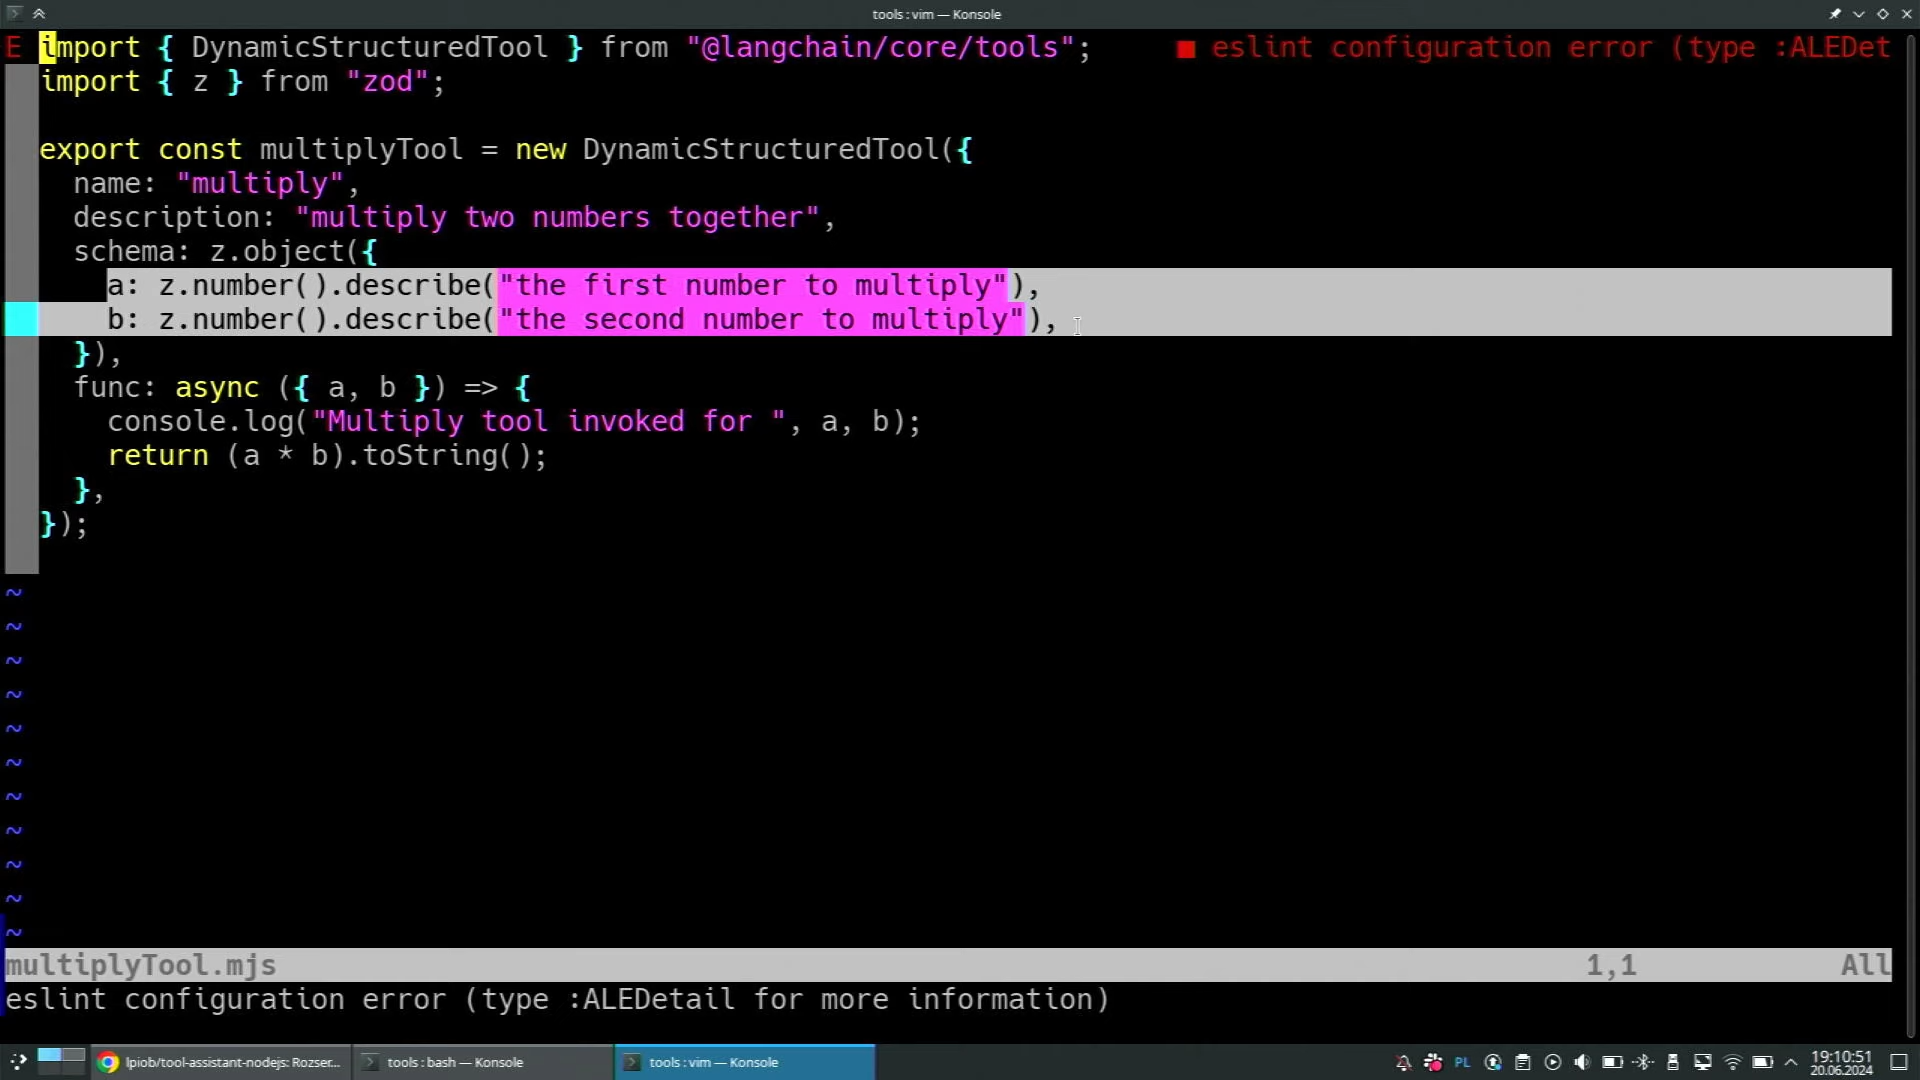 tools : vim — Konsole
E import { DynamicStructuredTool } from "@langchain/core/tools"; ■ eslint configuration error (type :ALEDet
import { z } from "zod";
export const multiplyTool = new DynamicStructuredTool({
name: "multiply",
description: "multiply two numbers together",
schema: z.object({
a: z.number().describe("the first number to multiply"),
b: z.number().describe("the second number to multiply"),
}),
func: async ({ a, b }) => {
console.log("Multiply tool invoked for ", a, b);
return (a * b).toString();
},
});
~
~
~
~
~
~
~
~
~
~
~
multiplyTool.mjs 1,1 All
eslint configuration error (type :ALEDetail for more information)
lpiob/tool-assistant-nodejs: Rozser... tools : bash — Konsole tools : vim — Konsole PL 19:10:51
20.06.2024